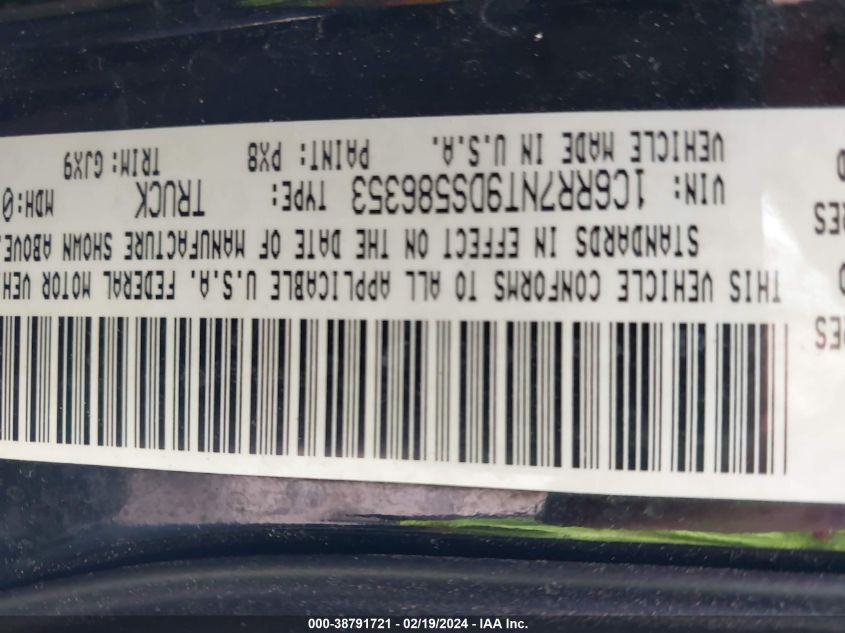 THIS VEHICLE CONFORMS TO ALL APPLICABLE U.S.A. FEDERAL MOTOR VEH
STANDARDS IN EFFECT ON THE DATE OF MANUFACTURE SHOWN ABOVE.
VIN: 1C6RR7NT9DS586353 TYPE: TRUCK MDH:0
VEHICLE MADE IN U.S.A. PAINT: PX8 TRIM: GJX9
000-38791721 - 02/19/2024 - IAA Inc.